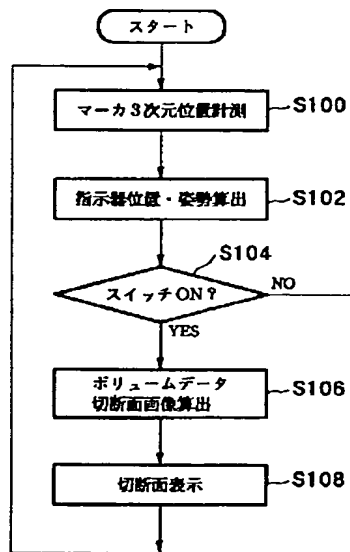 スタート
マーカ3次元位置計測
S100
指示器位置・姿勢算出
S102
S104
スイッチON?
NO
YES
ボリュームデータ
切断面画像算出
S106
切断面表示
S108